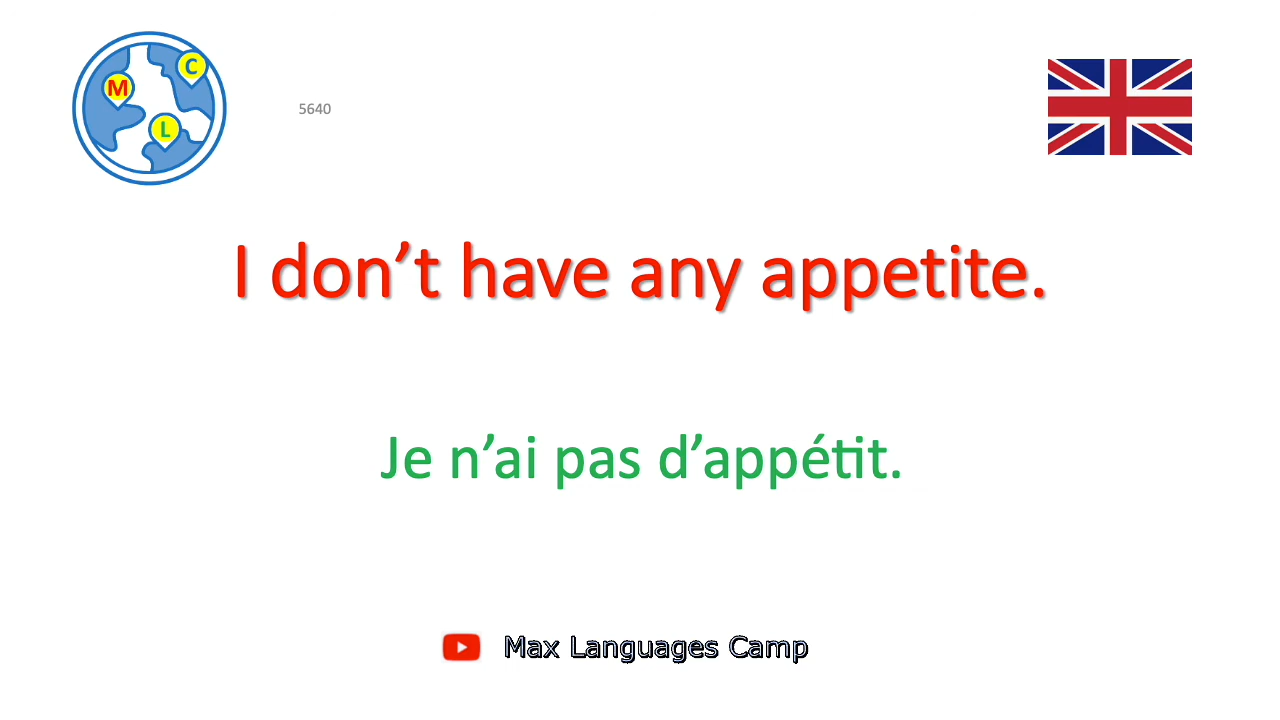 M
C
L
5640
I don’t have any appetite.
Je n’ai pas d’appétit.
Max Languages Camp